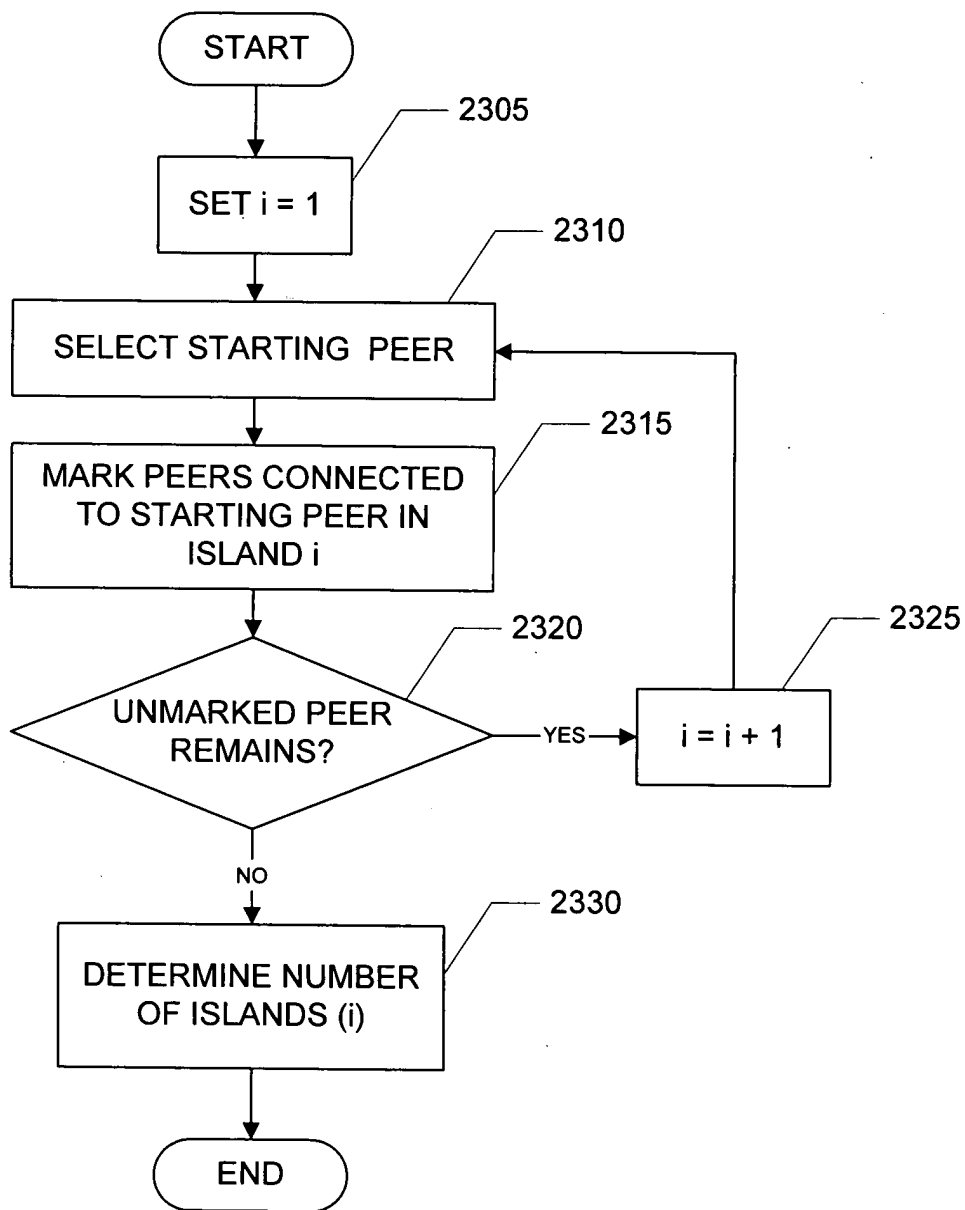 START
2305
SET i = 1
2310
SELECT STARTING PEER
2315
MARK PEERS CONNECTED
TO STARTING PEER IN
ISLAND i
2320
UNMARKED PEER
REMAINS?
YES
2325
i = i + 1
NO
2330
DETERMINE NUMBER
OF ISLANDS (i)
END